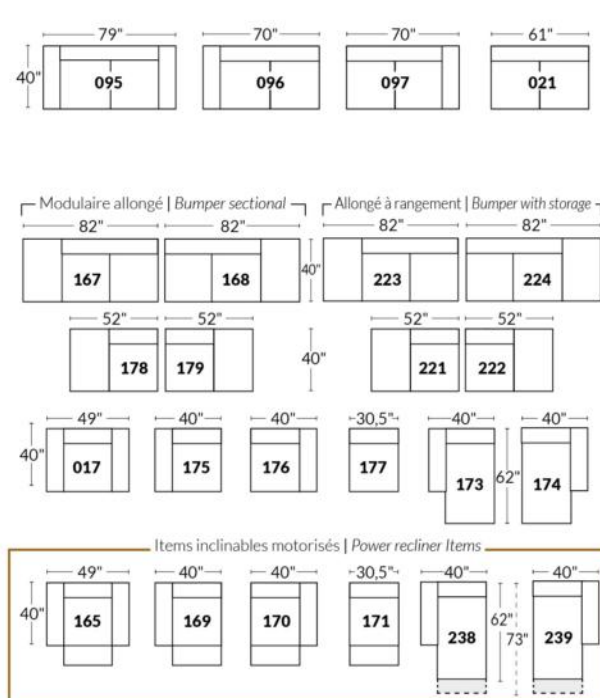 79" 70" 70" 61"
40" 095 096 097 021
Modulaire allongé | Bumper sectional Allongé à rangement | Bumper with storage
82" 82" 82" 82"
167 168 40" 223 224
52" 52" 52" 52"
178 179 40" 221 222
49" 40" 40" 30,5" 40" 40"
40" 017 175 176 177 173 62" 174
Items inclinables motorisés | Power recliner Items
49" 40" 40" 30,5" 40" 40"
40" 165 169 170 171 238 62" 73" 239